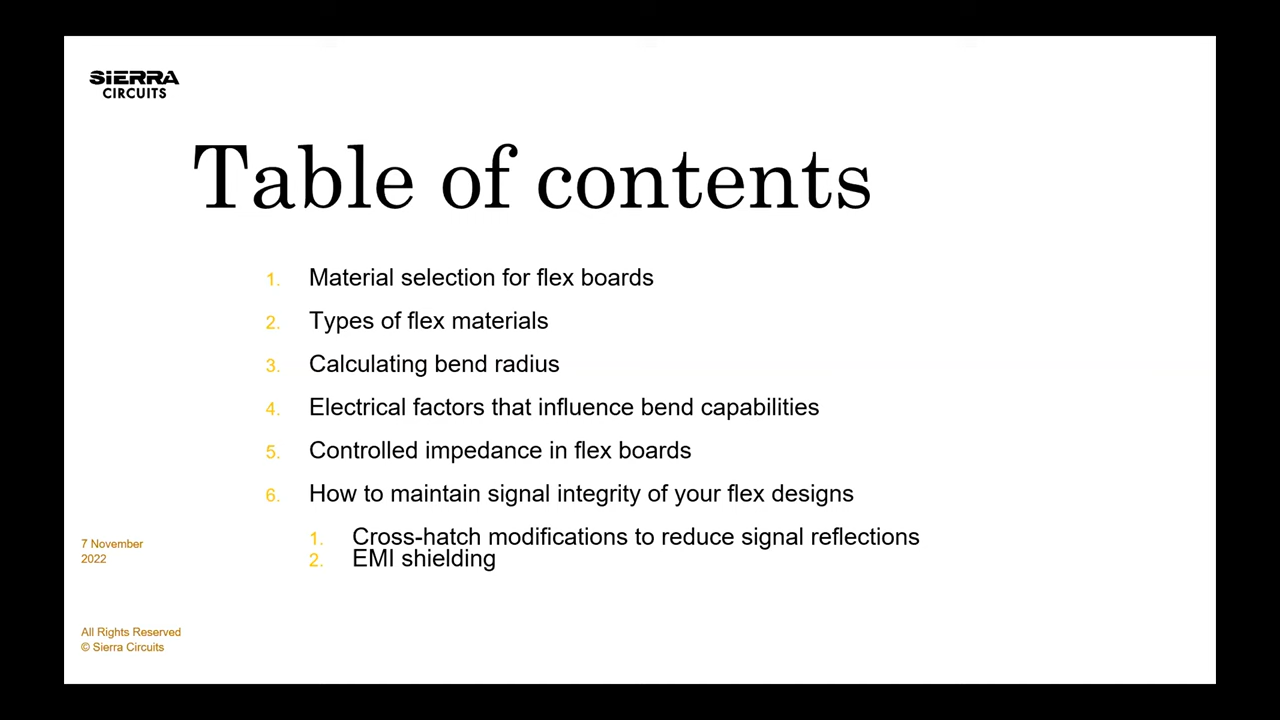 SIERRA
CIRCUITS
Table of contents
1. Material selection for flex boards
2. Types of flex materials
3. Calculating bend radius
4. Electrical factors that influence bend capabilities
5. Controlled impedance in flex boards
6. How to maintain signal integrity of your flex designs
1. Cross-hatch modifications to reduce signal reflections
2. EMI shielding
7 November
2022
All Rights Reserved
© Sierra Circuits